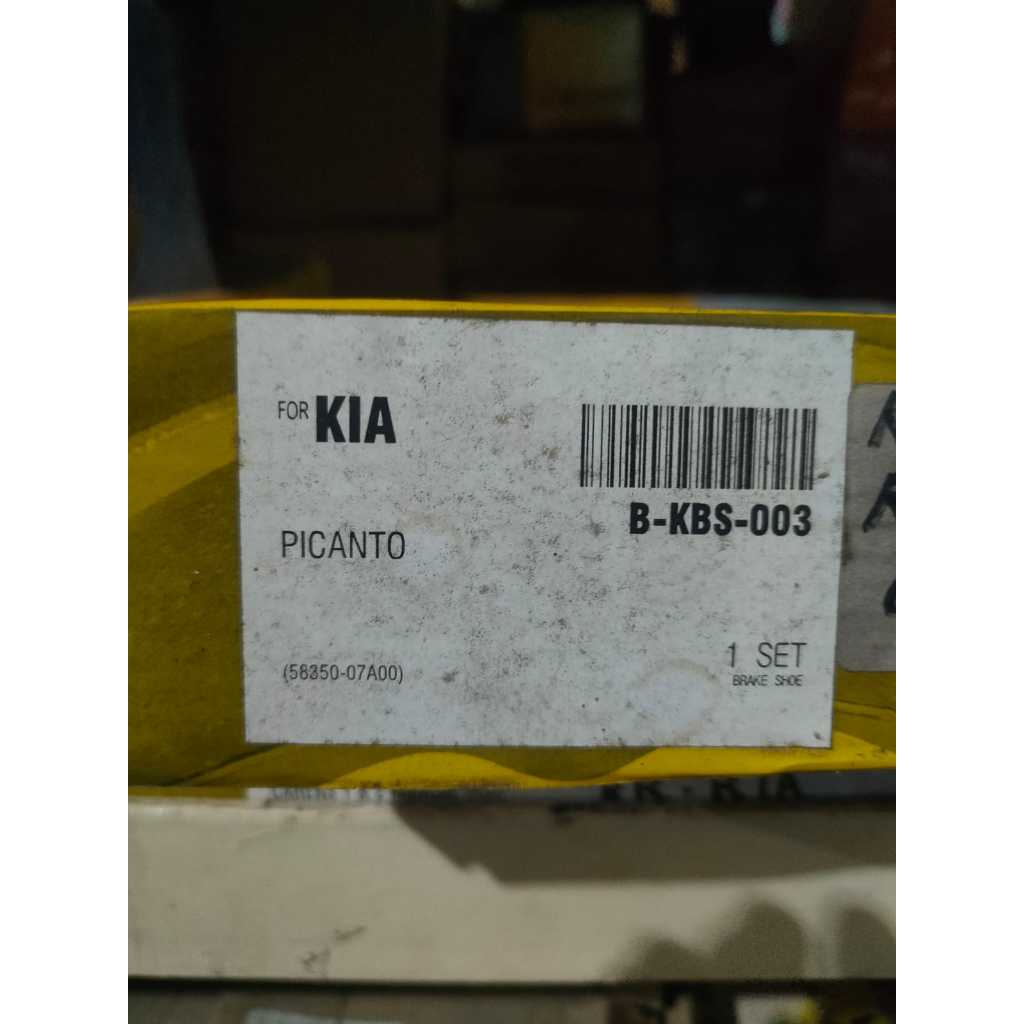 FOR KIA
B-KBS-003
PICANTO
(58350-07A00)
1 SET
BRAKE SHOE